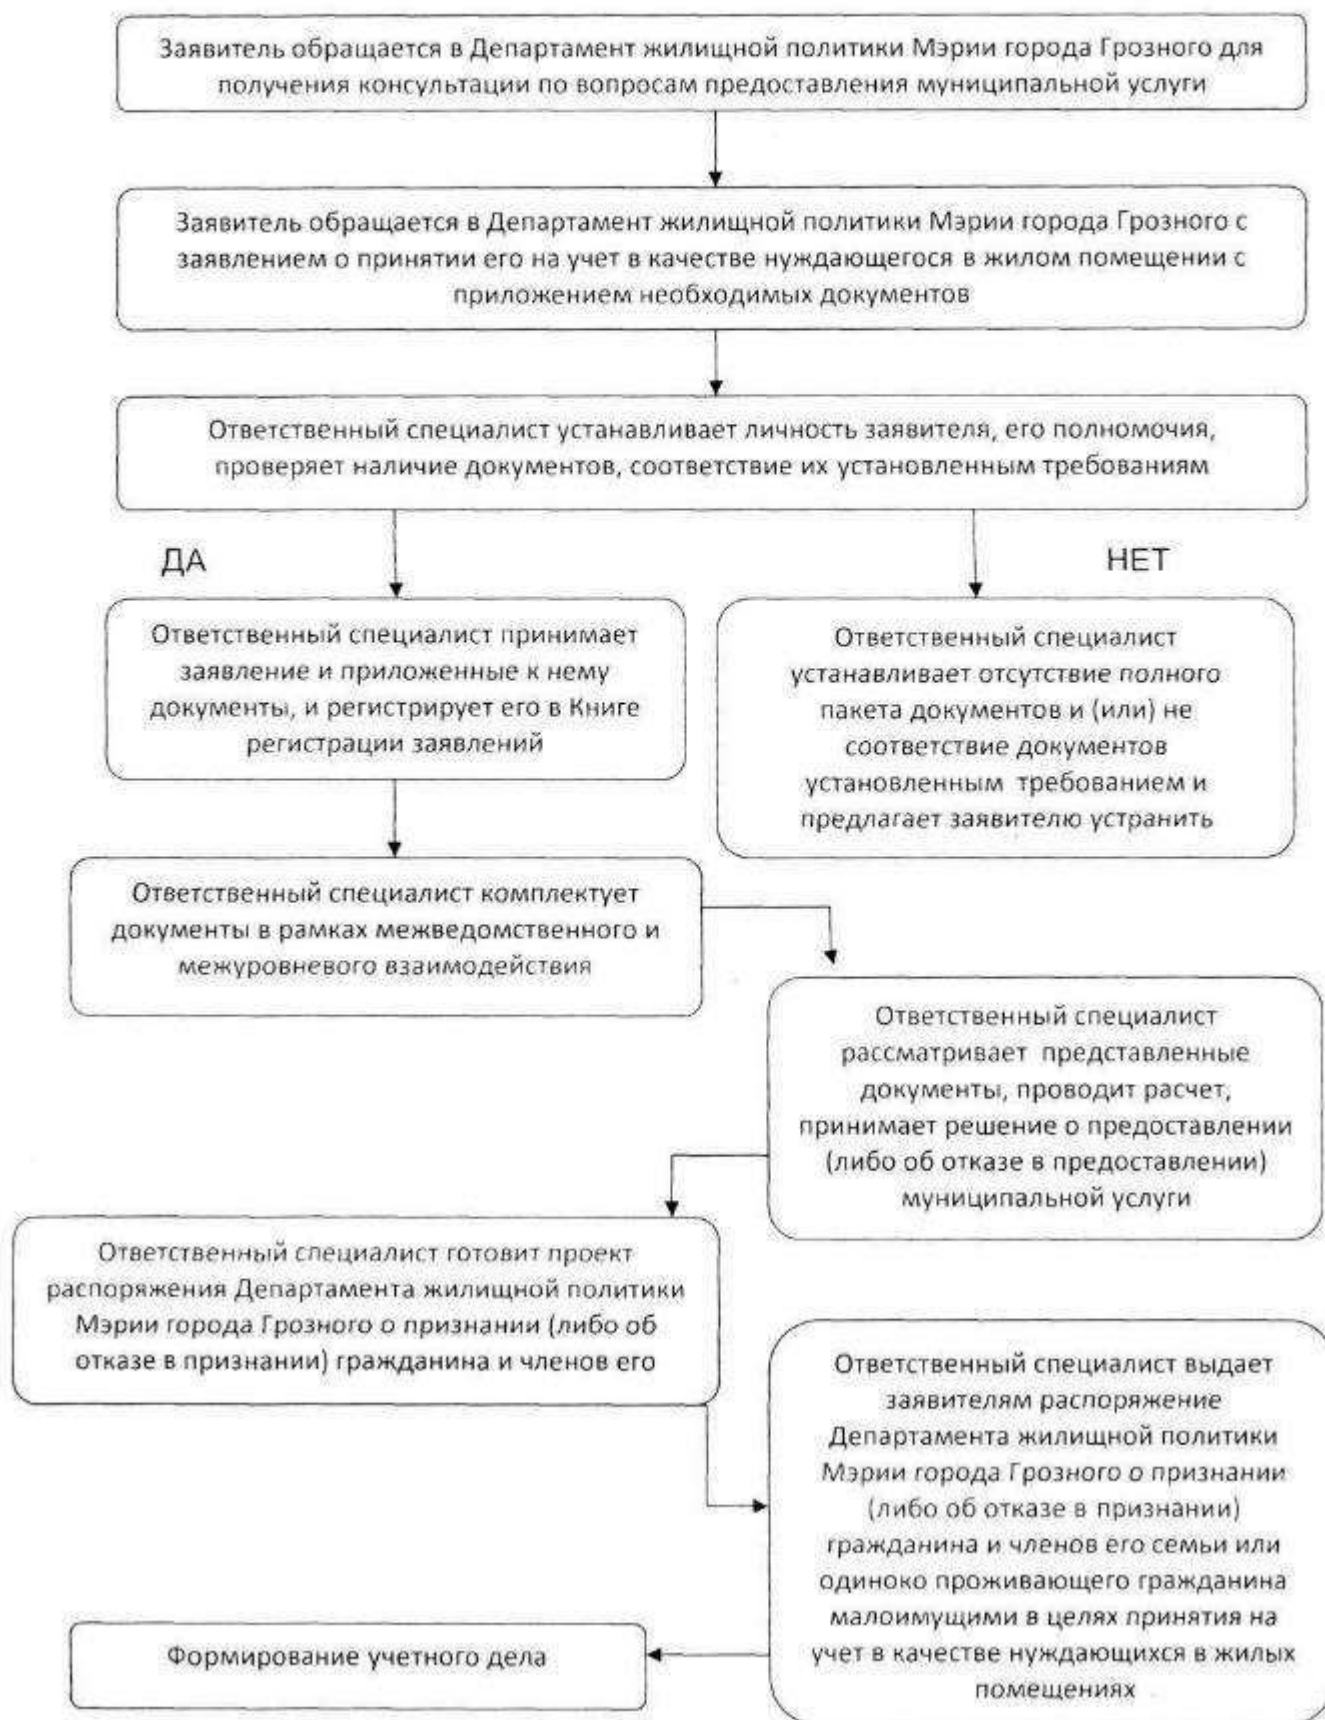 Заявитель обращается в Департамент жилищной политики Мэрии города Грозного для
получения консультации по вопросам предоставления муниципальной услуги
Заявитель обращается в Департамент жилищной политики Мэрии города Грозного с
заявлением о принятии его на учет в качестве нуждающегося в жилом помещении с
приложением необходимых документов
Ответственный специалист устанавливает личность заявителя, его полномочия,
проверяет наличие документов, соответствие их установленным требованиям
ДА
НЕТ
Ответственный специалист принимает
заявление и приложенные к нему
документы, и регистрирует его в Книге
регистрации заявлений
Ответственный специалист
устанавливает отсутствие полного
пакета документов и (или) не
соответствие документов
установленным требованием и
предлагает заявителю устранить
Ответственный специалист комплектует
документы в рамках межведомственного и
межуровневого взаимодействия
Ответственный специалист
рассматривает представленные
документы, проводит расчет,
принимает решение о предоставлении
(либо об отказе в предоставлении)
муниципальной услуги
Ответственный специалист готовит проект
распоряжения Департамента жилищной политики
Мэрии города Грозного о признании (либо об
отказе в признании) гражданина и членов его
Ответственный специалист выдает
заявителям распоряжение
Департамента жилищной политики
Мэрии города Грозного о признании
(либо об отказе в признании)
гражданина и членов его семьи или
одиноко проживающего гражданина
малоимущими в целях принятия на
учет в качестве нуждающихся в жилых
помещениях
Формирование учетного дела